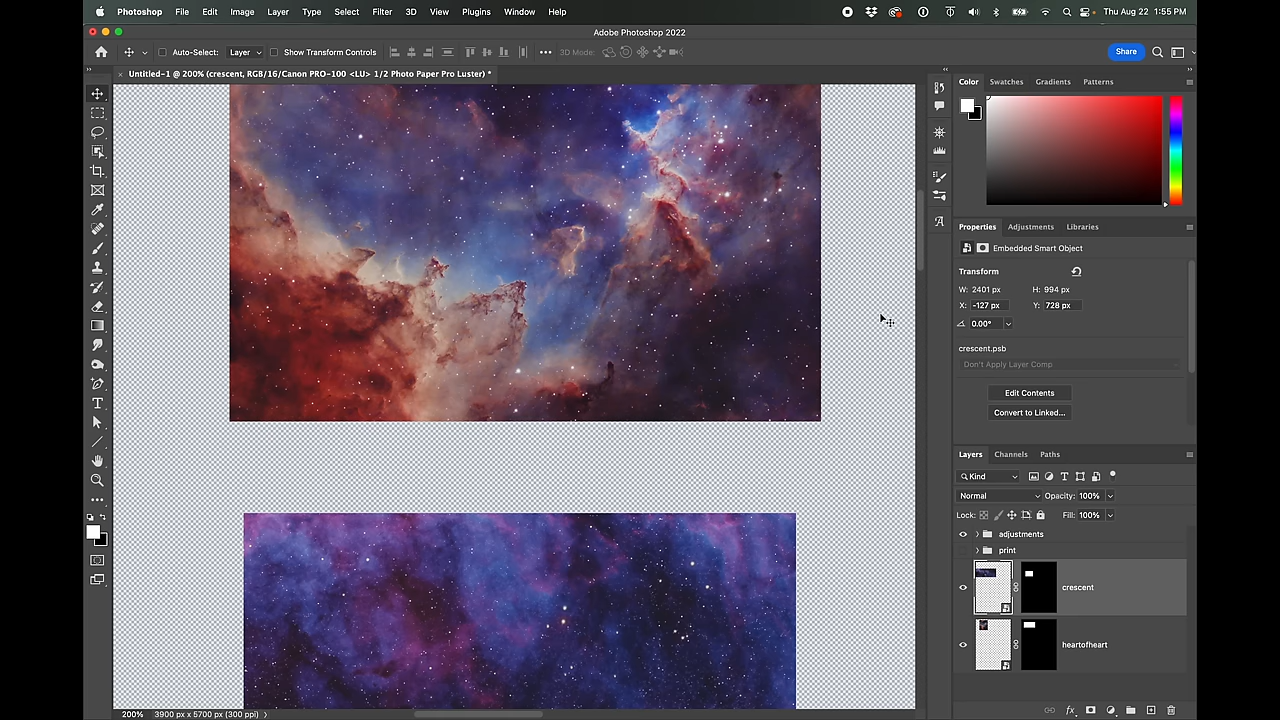 Photoshop File Edit Image Layer Type Select Filter 3D View Plugins Window Help Thu Aug 22 1:55 PM
Adobe Photoshop 2022
Auto-Select: Layer Show Transform Controls 3D Mode: Share
Untitled-1 @ 200% (crescent, RGB/16/Canon PRO-100 <LU> 1/2 Photo Paper Pro Luster) *
Color Swatches Gradients Patterns
Properties Adjustments Libraries
Embedded Smart Object
Transform
W: 2401 px H: 994 px
X: -127 px Y: 728 px
0.00°
crescent.psb
Don't Apply Layer Comp
Edit Contents
Convert to Linked...
Layers Channels Paths
Kind
Normal Opacity: 100%
Lock: Fill: 100%
adjustments
print
crescent
heartofheart
200% 3900 px x 5700 px (300 ppi)